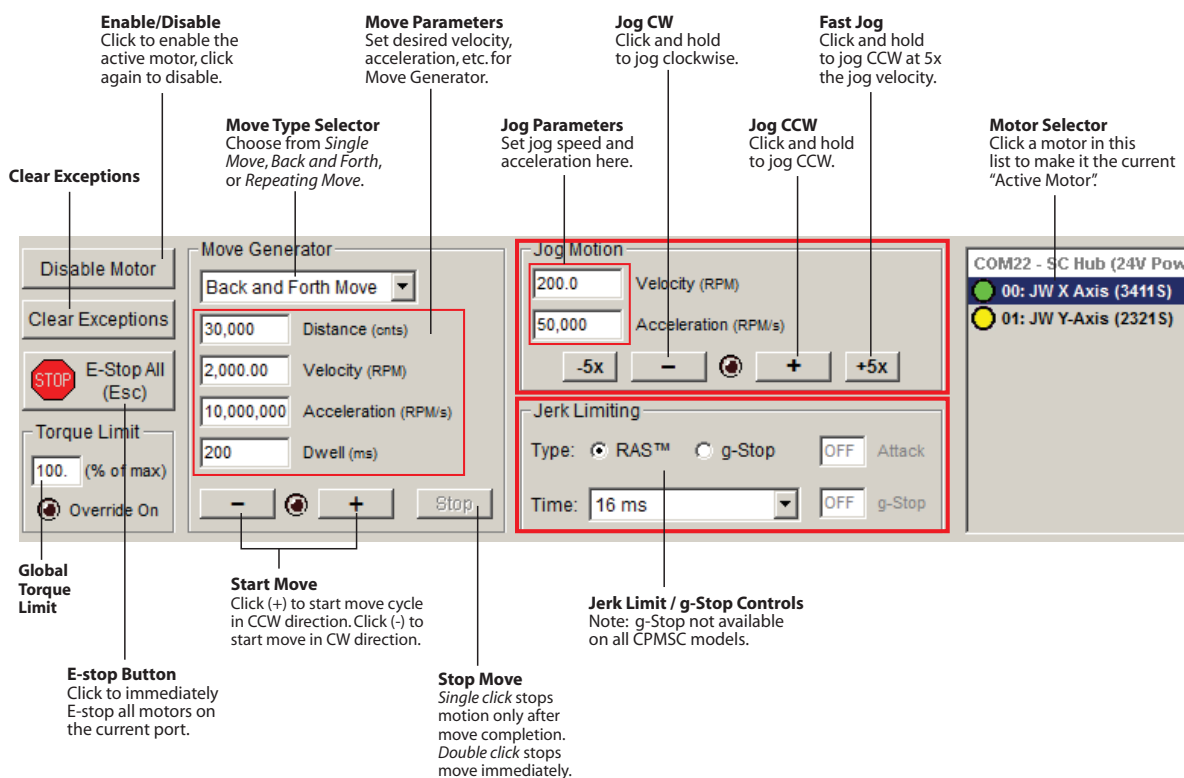 Enable/Disable
Click to enable the
active motor, click
again to disable.
Move Parameters
Set desired velocity,
acceleration, etc. for
Move Generator.
Jog CW
Click and hold
to jog clockwise.
Fast Jog
Click and hold
to jog CCW at 5x
the jog velocity.
Clear Exceptions
Move Type Selector
Choose from Single
Move, Back and Forth,
or Repeating Move.
Jog Parameters
Set jog speed and
acceleration here.
Jog CCW
Click and hold
to jog CCW.
Motor Selector
Click a motor in this
list to make it the current
"Active Motor".
Disable Motor
Clear Exceptions
STOP
E-Stop All
(Esc)
Torque Limit
100. (% of max)
Override On
Move Generator
Back and Forth Move
30,000 Distance (cnts)
2,000.00 Velocity (RPM)
10,000,000 Acceleration (RPM/s)
200 Dwell (ms)
− + Stop
Jog Motion
200.0 Velocity (RPM)
50,000 Acceleration (RPM/s)
-5x − + +5x
Jerk Limiting
Type: RAS™ g-Stop OFF Attack
Time: 16 ms OFF g-Stop
COM22 - SC Hub (24V Pow
00: JW X Axis (3411S)
01: JW Y-Axis (2321S)
Global
Torque
Limit
Start Move
Click (+) to start move cycle
in CCW direction. Click (-) to
start move in CW direction.
Jerk Limit / g-Stop Controls
Note: g-Stop not available
on all CPMSC models.
E-stop Button
Click to immediately
E-stop all motors on
the current port.
Stop Move
Single click stops
motion only after
move completion.
Double click stops
move immediately.